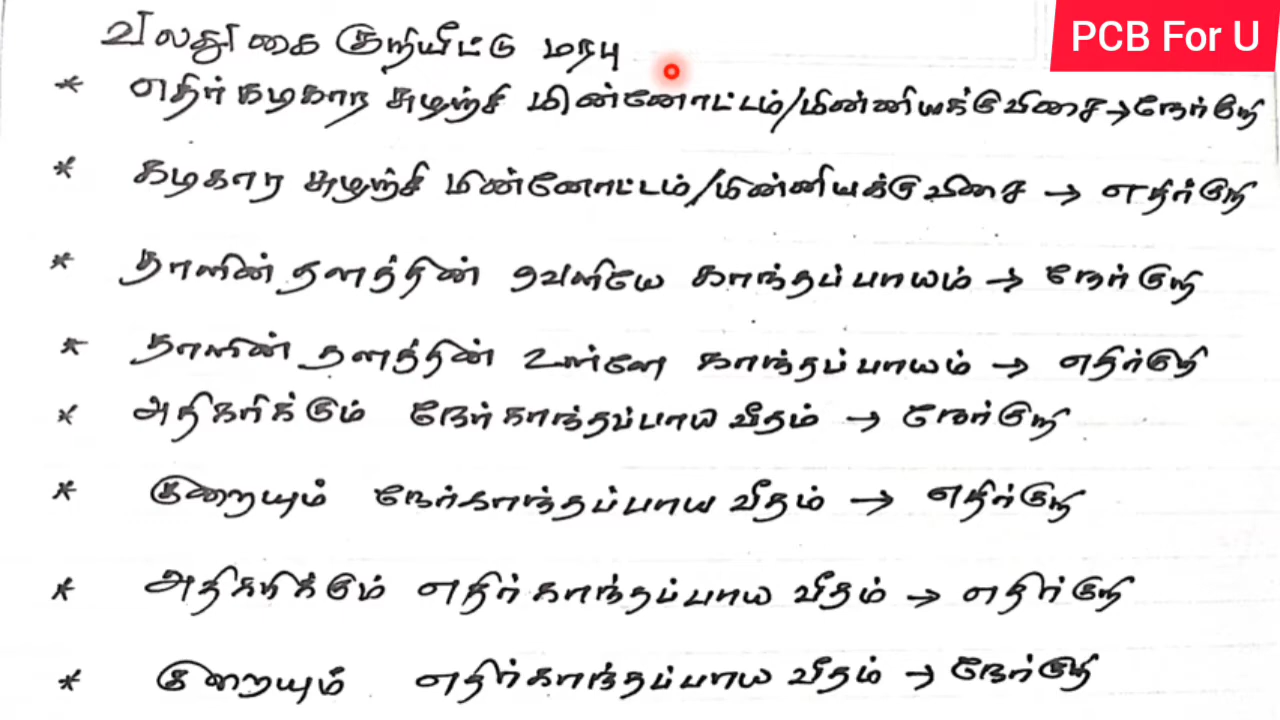 PCB For U
வலதுகை குறியீட்டு மரபு
* எதிர்கடிகார சுழற்சி மின்னோட்டம்/மின்னியக்குவிசை→நேர்குறி
* கடிகார சுழற்சி மின்னோட்டம்/மின்னியக்குவிசை → எதிர்குறி
* தாளின் தளத்தின் வெளியே காந்தப்பாயம் → நேர்குறி
* தாளின் தளத்தின் உள்ளே காந்தப்பாயம் → எதிர்குறி
* அதிகரிக்கும் நேர்காந்தப்பாய வீதம் → நேர்குறி
* குறையும் நேர்காந்தப்பாய வீதம் → எதிர்குறி
* அதிகரிக்கும் எதிர்காந்தப்பாய வீதம் → எதிர்குறி
* குறையும் எதிர்காந்தப்பாய வீதம் → நேர்குறி